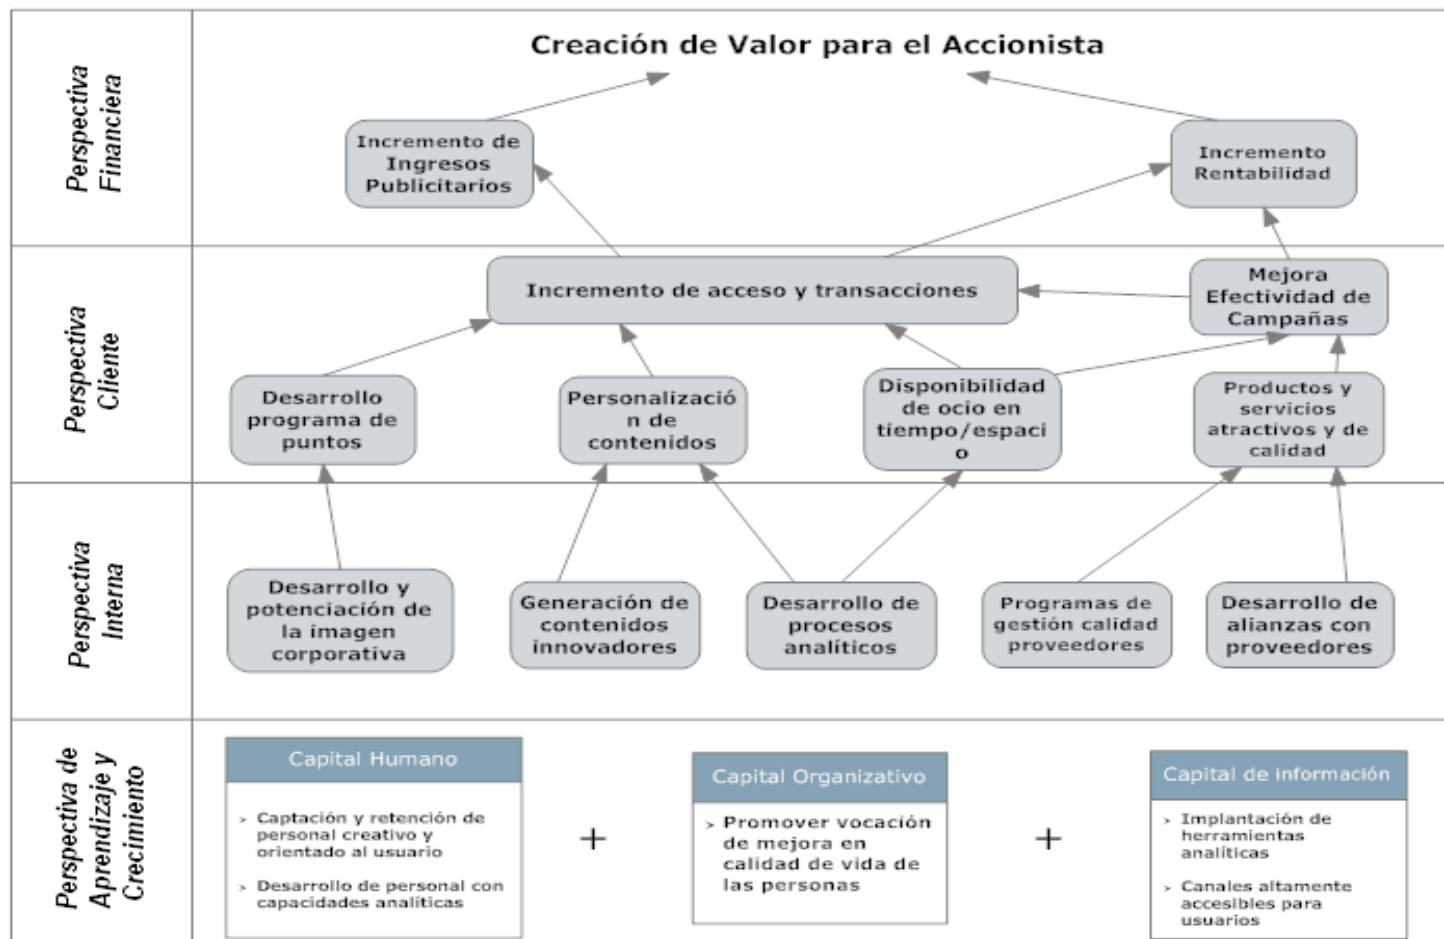 Perspectiva
Financiera
Creación de Valor para el Accionista
Incremento de
Ingresos
Publicitarios
Incremento
Rentabilidad
Perspectiva
Cliente
Incremento de acceso y transacciones
Mejora
Efectividad de
Campañas
Desarrollo
programa de
puntos
Personalizació
n de
contenidos
Disponibilidad
de ocio en
tiempo/espaci
o
Productos y
servicios
atractivos y de
calidad
Perspectiva
Interna
Desarrollo y
potenciación de
la imagen
corporativa
Generación de
contenidos
innovadores
Desarrollo de
procesos
analíticos
Programas de
gestión calidad
proveedores
Desarrollo de
alianzas con
proveedores
Perspectiva de
Aprendizaje y
Crecimiento
Capital Humano
> Captación y retención de
personal creativo y
orientado al usuario
> Desarrollo de personal con
capacidades analíticas
+
Capital Organizativo
> Promover vocación
de mejora en
calidad de vida de
las personas
+
Capital de información
> Implantación de
herramientas
analíticas
> Canales altamente
accesibles para
usuarios